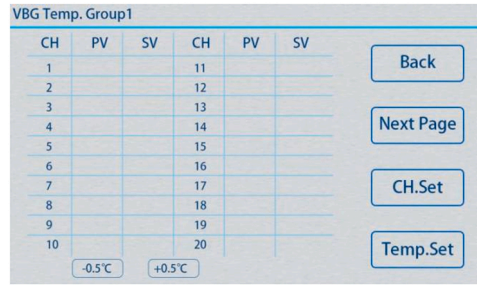 VBG Temp. Group1
CH PV SV CH PV SV
1 11
2 12
3 13
4 14
5 15
6 16
7 17
8 18
9 19
10 20
-0.5℃ +0.5℃
Back
Next Page
CH.Set
Temp.Set